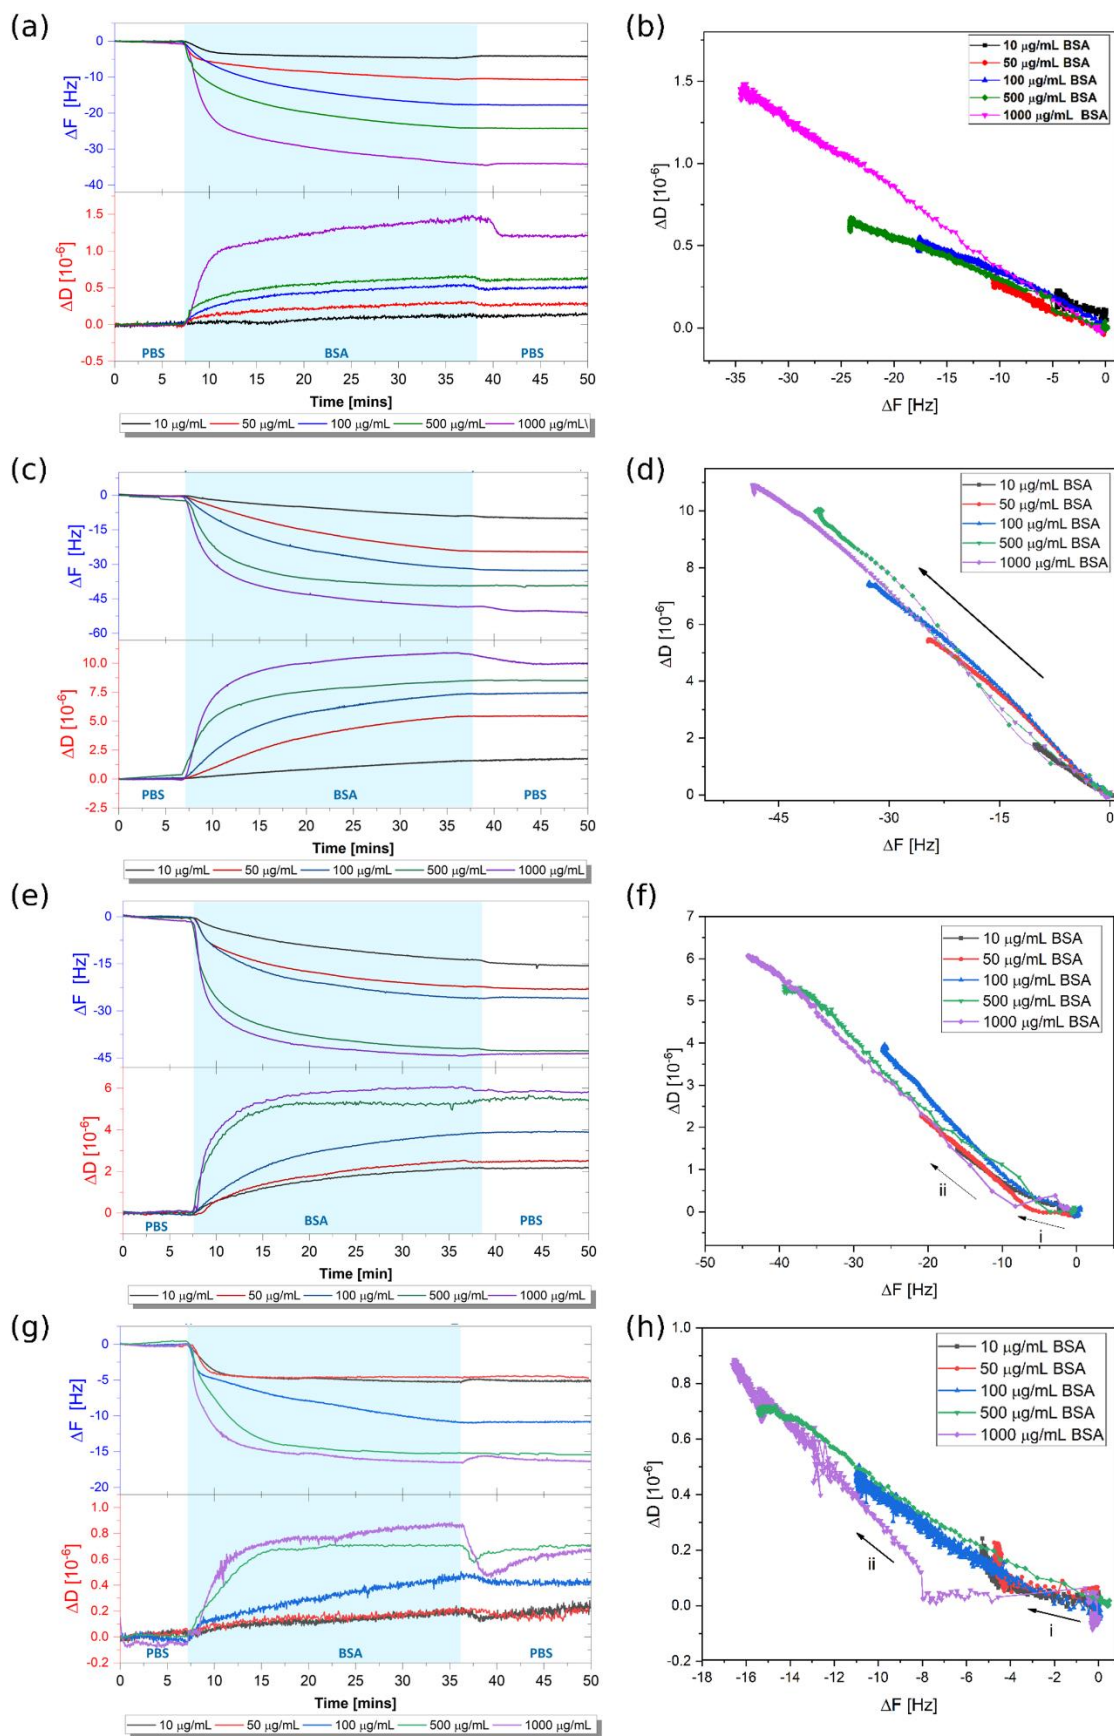 (a)
0
-10
-20
-30
-40
ΔF [Hz]
1.5
1.0
0.5
0.0
-0.5
ΔD [10⁻⁶]
PBS BSA PBS
0 5 10 15 20 25 30 35 40 45 50
Time [mins]
10 μg/mL 50 μg/mL 100 μg/mL 500 μg/mL 1000 μg/mL\
(b)
1.5
1.0
0.5
0.0
ΔD [10⁻⁶]
10 μg/mL BSA
50 μg/mL BSA
100 μg/mL BSA
500 μg/mL BSA
1000 μg/mL BSA
-35 -30 -25 -20 -15 -10 -5 0
ΔF [Hz]
(c)
0
-15
-30
-45
-60
ΔF [Hz]
10.0
7.5
5.0
2.5
0.0
-2.5
ΔD [10⁻⁶]
PBS BSA PBS
0 5 10 15 20 25 30 35 40 45 50
Time [mins]
10 μg/mL 50 μg/mL 100 μg/mL 500 μg/mL 1000 μg/mL
(d)
10
8
6
4
2
0
ΔD [10⁻⁶]
10 μg/mL BSA
50 μg/mL BSA
100 μg/mL BSA
500 μg/mL BSA
1000 μg/mL BSA
-45 -30 -15 0
ΔF [Hz]
(e)
0
-15
-30
-45
ΔF [Hz]
6
4
2
0
ΔD [10⁻⁶]
PBS BSA PBS
0 5 10 15 20 25 30 35 40 45 50
Time [min]
10 μg/mL 50 μg/mL 100 μg/mL 500 μg/mL 1000 μg/mL
(f)
7
6
5
4
3
2
1
0
-1
-2
ΔD [10⁻⁶]
10 μg/mL BSA
50 μg/mL BSA
100 μg/mL BSA
500 μg/mL BSA
1000 μg/mL BSA
ii
i
-50 -40 -30 -20 -10 0
ΔF [Hz]
(g)
0
-5
-10
-15
-20
ΔF [Hz]
1.0
0.8
0.6
0.4
0.2
0.0
-0.2
ΔD [10⁻⁶]
PBS BSA PBS
0 5 10 15 20 25 30 35 40 45 50
Time [mins]
10 μg/mL 50 μg/mL 100 μg/mL 500 μg/mL 1000 μg/mL
(h)
1.0
0.8
0.6
0.4
0.2
0.0
-0.2
ΔD [10⁻⁶]
10 μg/mL BSA
50 μg/mL BSA
100 μg/mL BSA
500 μg/mL BSA
1000 μg/mL BSA
ii
i
-18 -16 -14 -12 -10 -8 -6 -4 -2 0
ΔF [Hz]